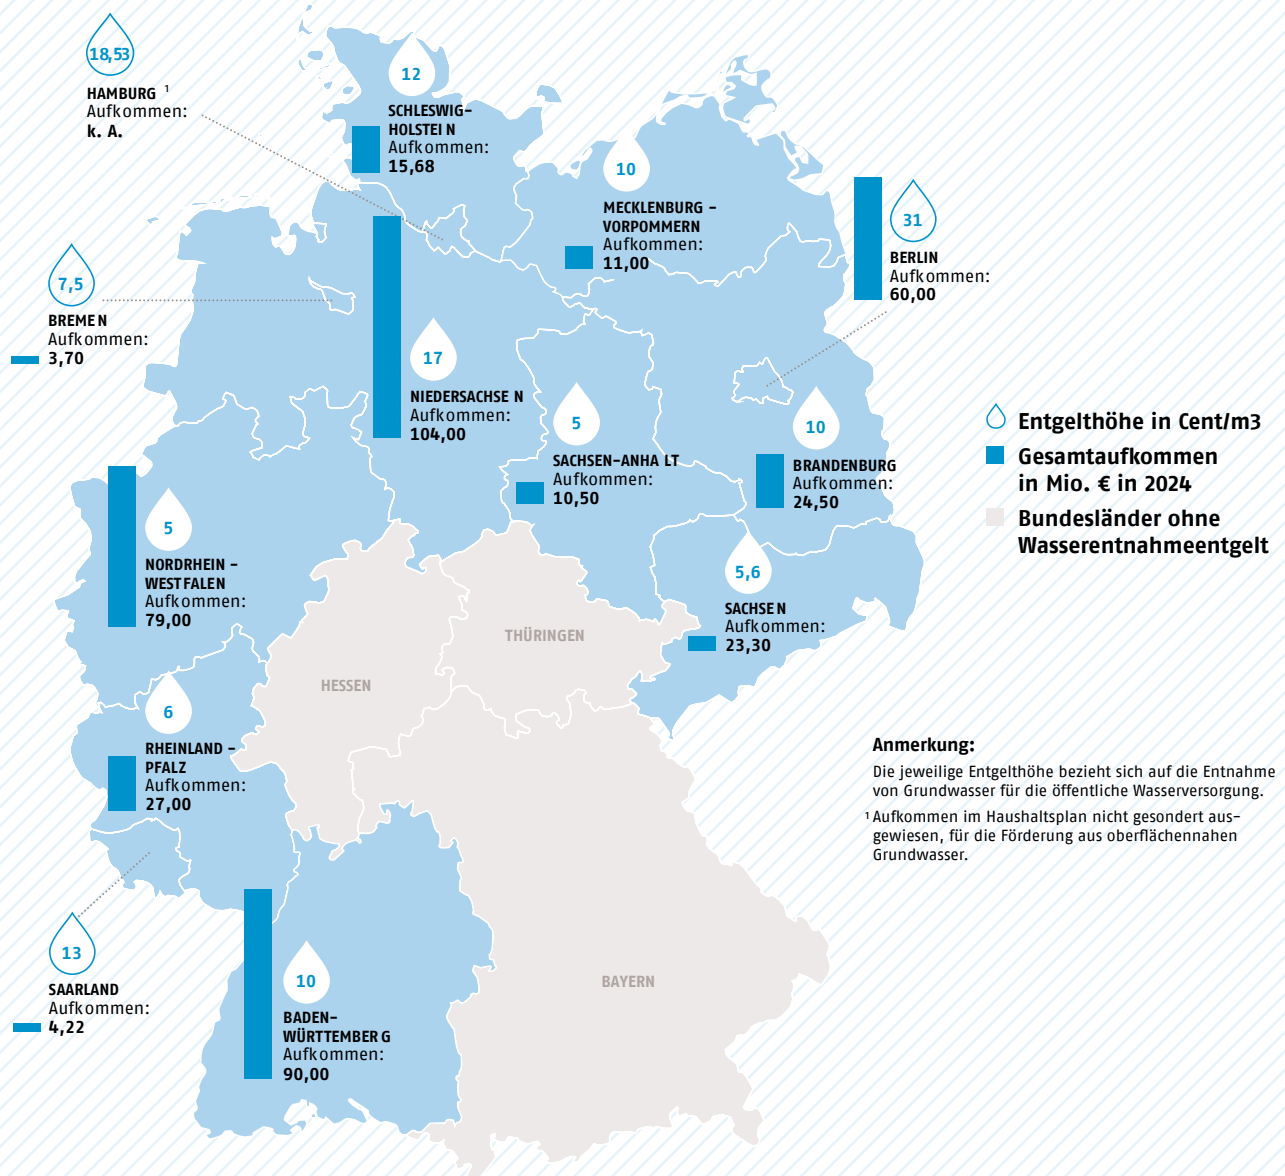 18,53
HAMBURG ¹
Aufkommen:
k. A.
12
SCHLESWIG-
HOLSTEIN
Aufkommen:
15,68
10
MECKLENBURG -
VORPOMMERN
Aufkommen:
11,00
31
BERLIN
Aufkommen:
60,00
7,5
BREMEN
Aufkommen:
3,70
17
NIEDERSACHSEN
Aufkommen:
104,00
5
SACHSEN-ANHALT
Aufkommen:
10,50
10
BRANDENBURG
Aufkommen:
24,50
Entgelthöhe in Cent/m3
Gesamtaufkommen
in Mio. € in 2024
Bundesländer ohne
Wasserentnahmeentgelt
5
NORDRHEIN -
WESTFALEN
Aufkommen:
79,00
5,6
SACHSEN
Aufkommen:
23,30
THÜRINGEN
HESSEN
6
RHEINLAND -
PFALZ
Aufkommen:
27,00
Anmerkung:
Die jeweilige Entgelthöhe bezieht sich auf die Entnahme
von Grundwasser für die öffentliche Wasserversorgung.
¹ Aufkommen im Haushaltsplan nicht gesondert aus-
gewiesen, für die Förderung aus oberflächennahen
Grundwasser.
13
SAARLAND
Aufkommen:
4,22
10
BADEN-
WÜRTTEMBERG
Aufkommen:
90,00
BAYERN